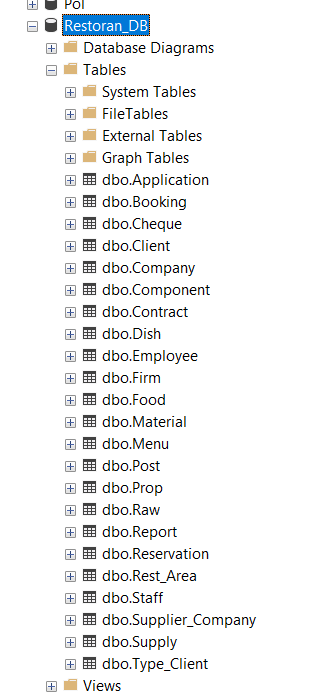 Pol
Restoran_DB
Database Diagrams
Tables
System Tables
FileTables
External Tables
Graph Tables
dbo.Application
dbo.Booking
dbo.Cheque
dbo.Client
dbo.Company
dbo.Component
dbo.Contract
dbo.Dish
dbo.Employee
dbo.Firm
dbo.Food
dbo.Material
dbo.Menu
dbo.Post
dbo.Prop
dbo.Raw
dbo.Report
dbo.Reservation
dbo.Rest_Area
dbo.Staff
dbo.Supplier_Company
dbo.Supply
dbo.Type_Client
Views